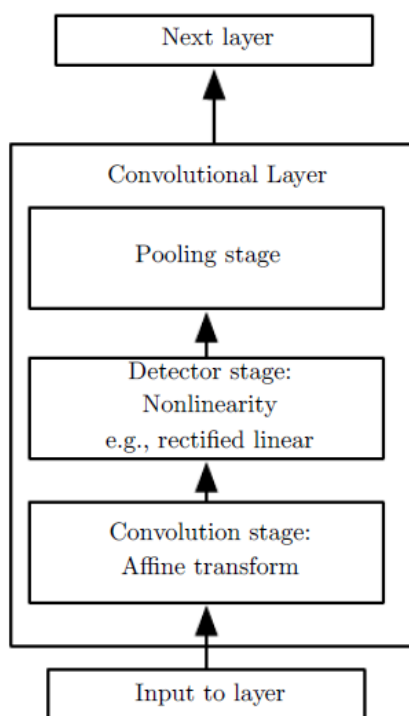 Next layer
Convolutional Layer
Pooling stage
Detector stage:
Nonlinearity
e.g., rectified linear
Convolution stage:
Affine transform
Input to layer